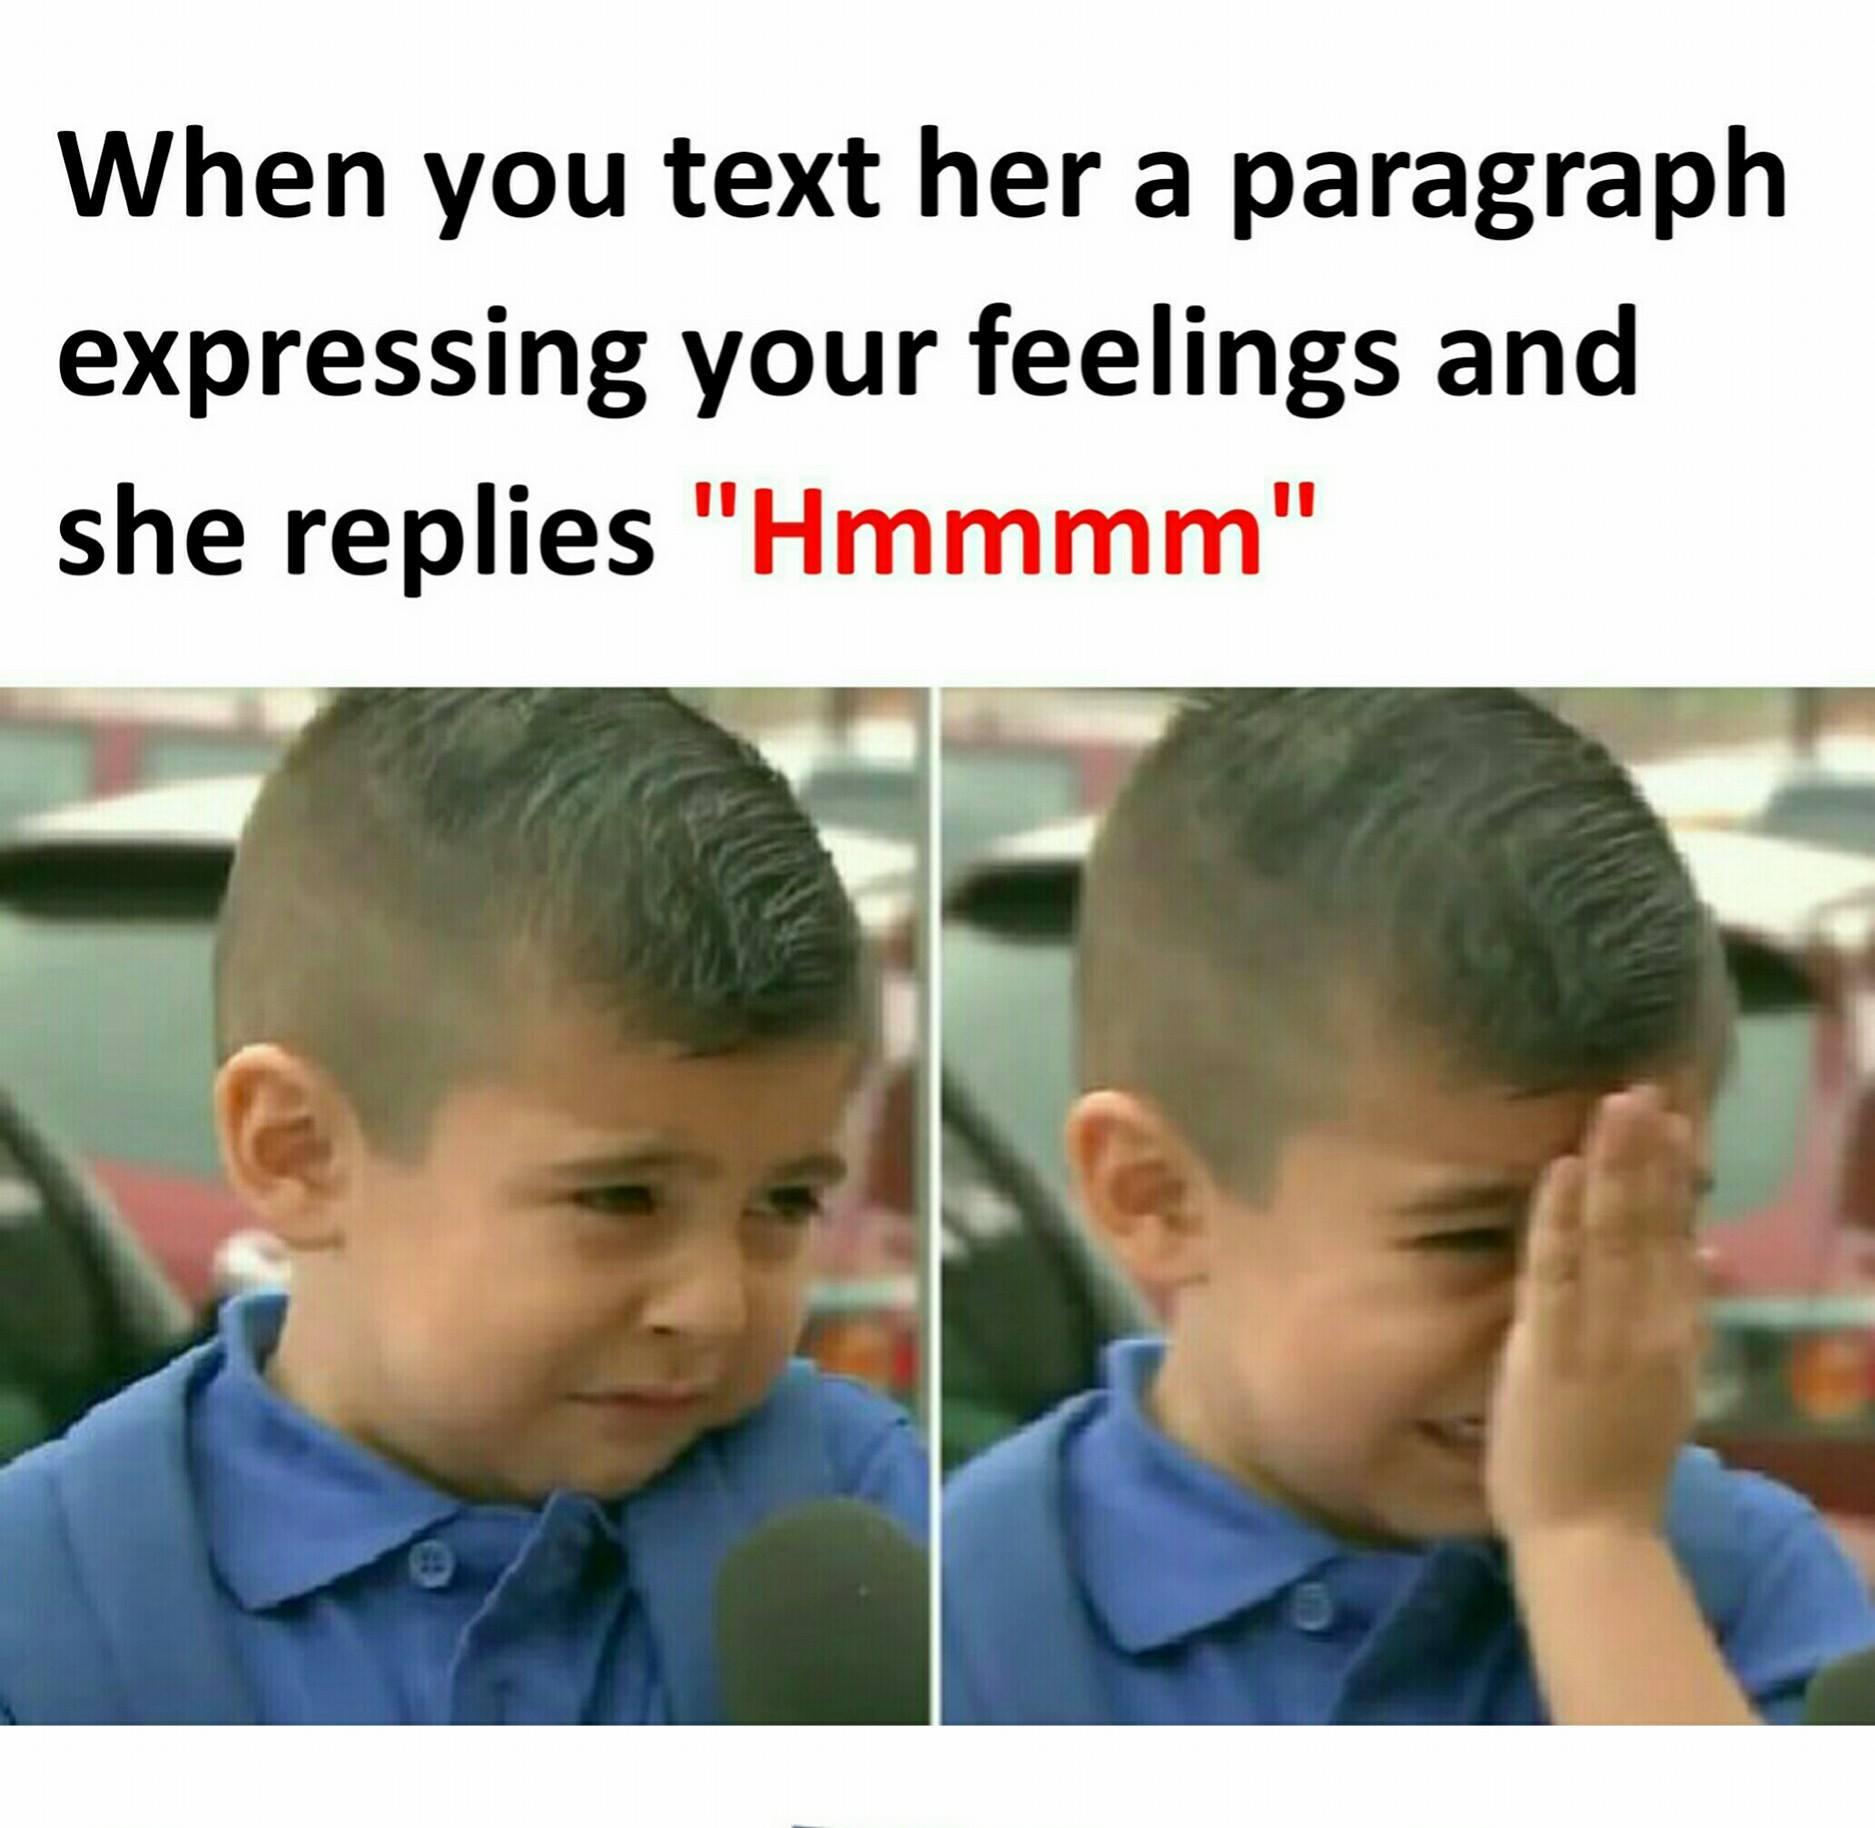 When you text her a paragraph
expressing your feelings and
she replies "Hmmmm"